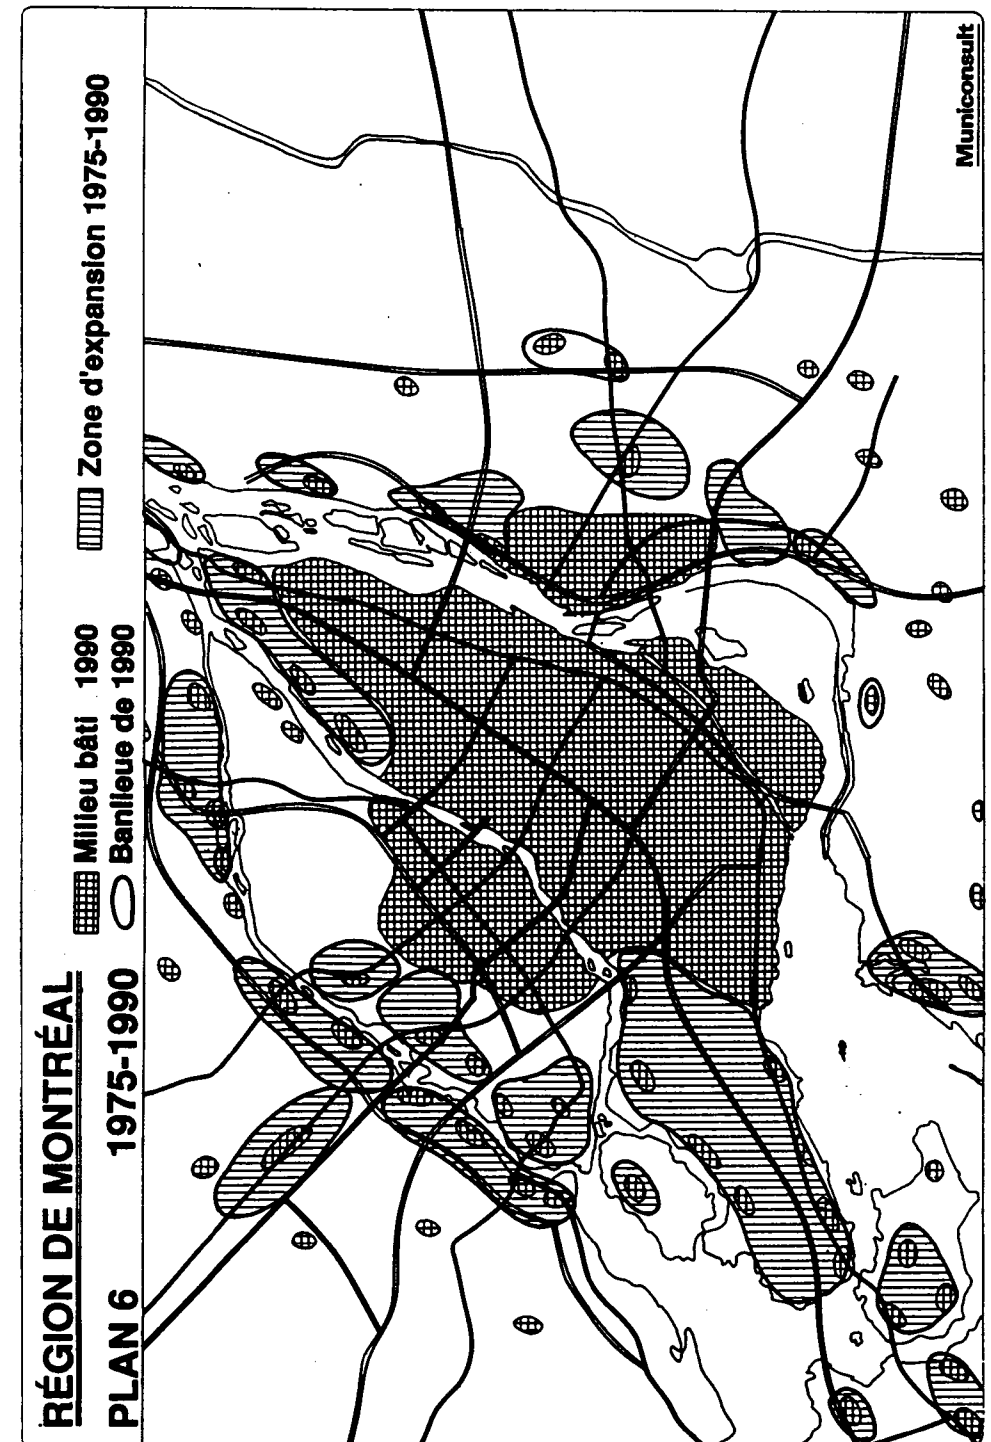 RÉGION DE MONTRÉAL
PLAN 6 1975-1990
Milieu bâti 1990
Banlieue de 1990
Zone d'expansion 1975-1990
Municonsult